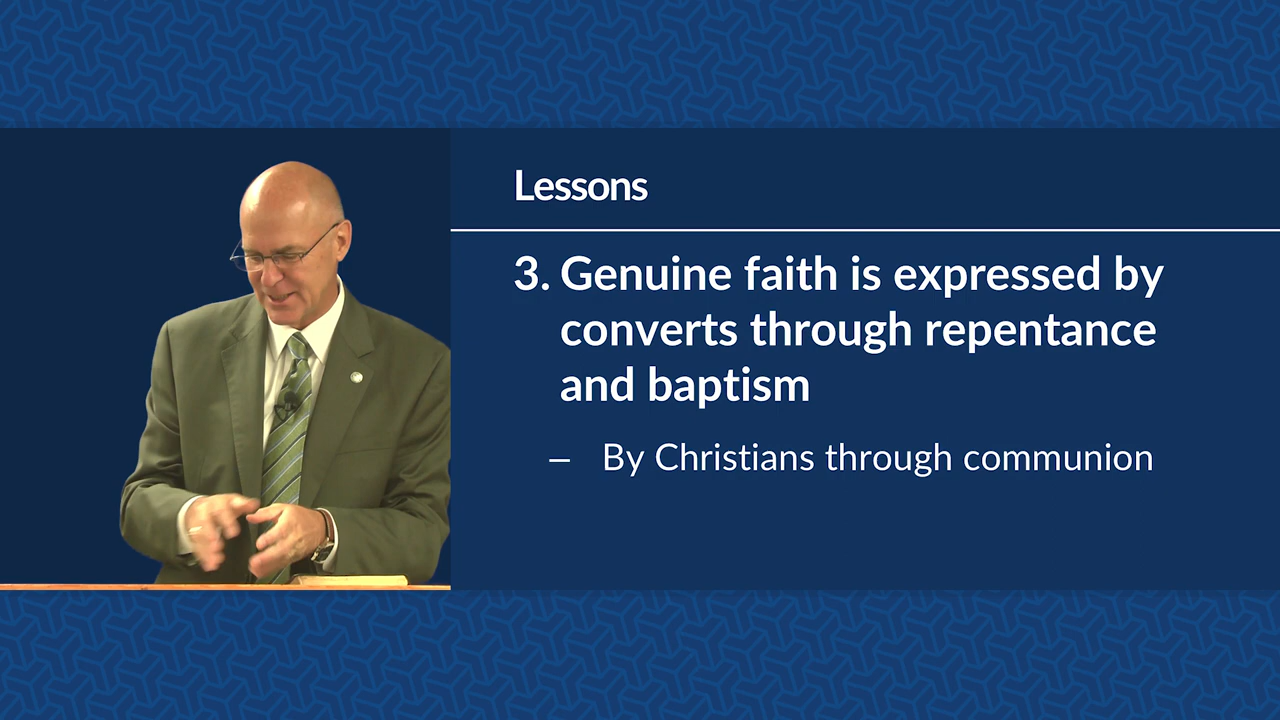 Lessons
3. Genuine faith is expressed by
converts through repentance
and baptism
– By Christians through communion